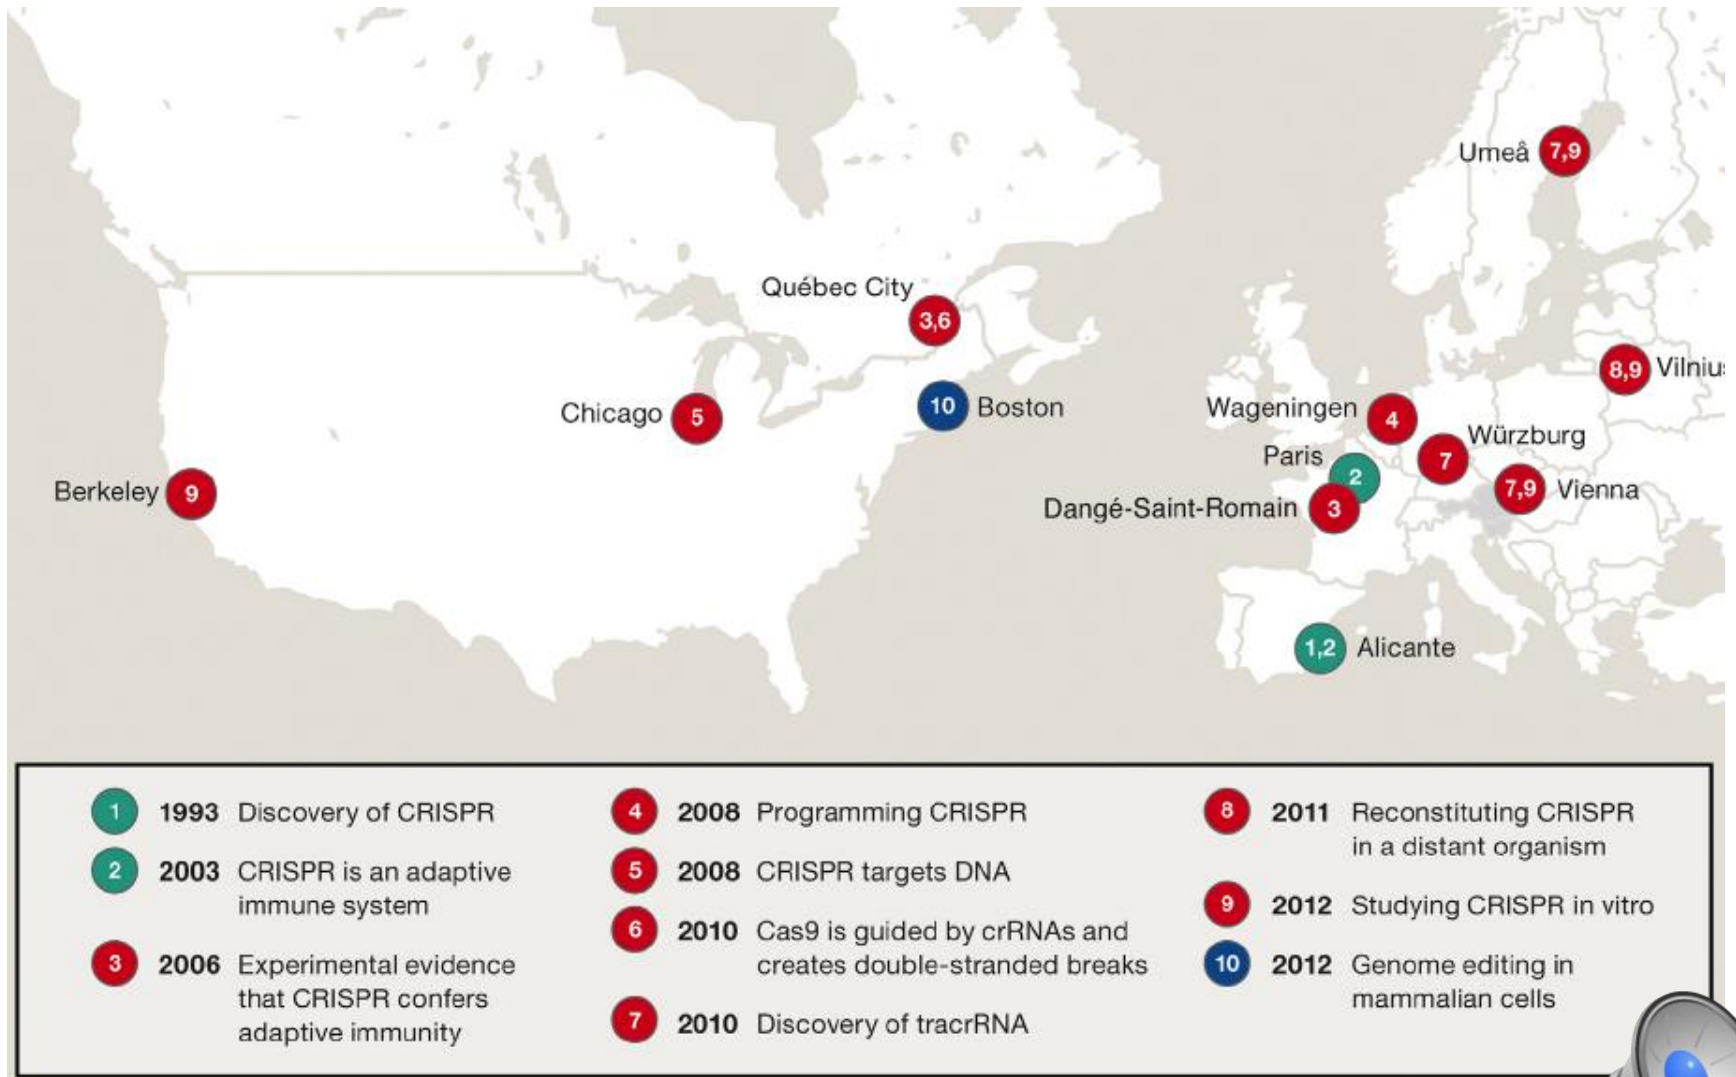 Umeå 7,9
Québec City
3,6
8,9 Vilnius
Chicago 5
10 Boston
Wageningen 4
Würzburg
Paris 2
7
Berkeley 9
7,9 Vienna
Dangé-Saint-Romain 3
1,2 Alicante
1 1993 Discovery of CRISPR
2 2003 CRISPR is an adaptive
immune system
3 2006 Experimental evidence
that CRISPR confers
adaptive immunity
4 2008 Programming CRISPR
5 2008 CRISPR targets DNA
6 2010 Cas9 is guided by crRNAs and
creates double-stranded breaks
7 2010 Discovery of tracrRNA
8 2011 Reconstituting CRISPR
in a distant organism
9 2012 Studying CRISPR in vitro
10 2012 Genome editing in
mammalian cells